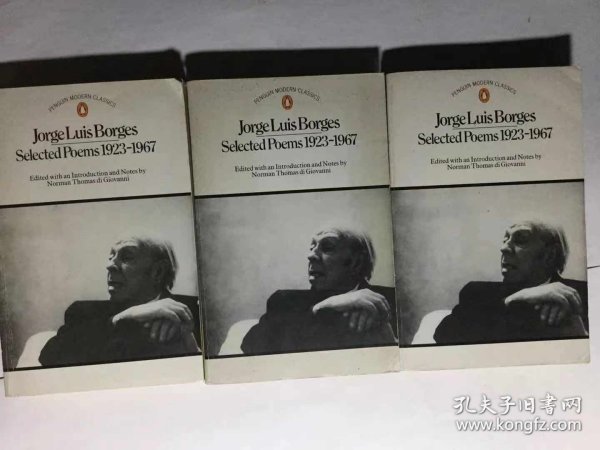 PENGUIN MODERN CLASSICS
Jorge Luis Borges
Selected Poems 1923-1967
Edited with an Introduction and Notes by
Norman Thomas di Giovanni
PENGUIN MODERN CLASSICS
Jorge Luis Borges
Selected Poems 1923-1967
Edited with an Introduction and Notes by
Norman Thomas di Giovanni
PENGUIN MODERN CLASSICS
Jorge Luis Borges
Selected Poems 1923-1967
Edited with an Introduction and Notes by
Norman Thomas di Giovanni
孔夫子旧书网
www.kongfz.com